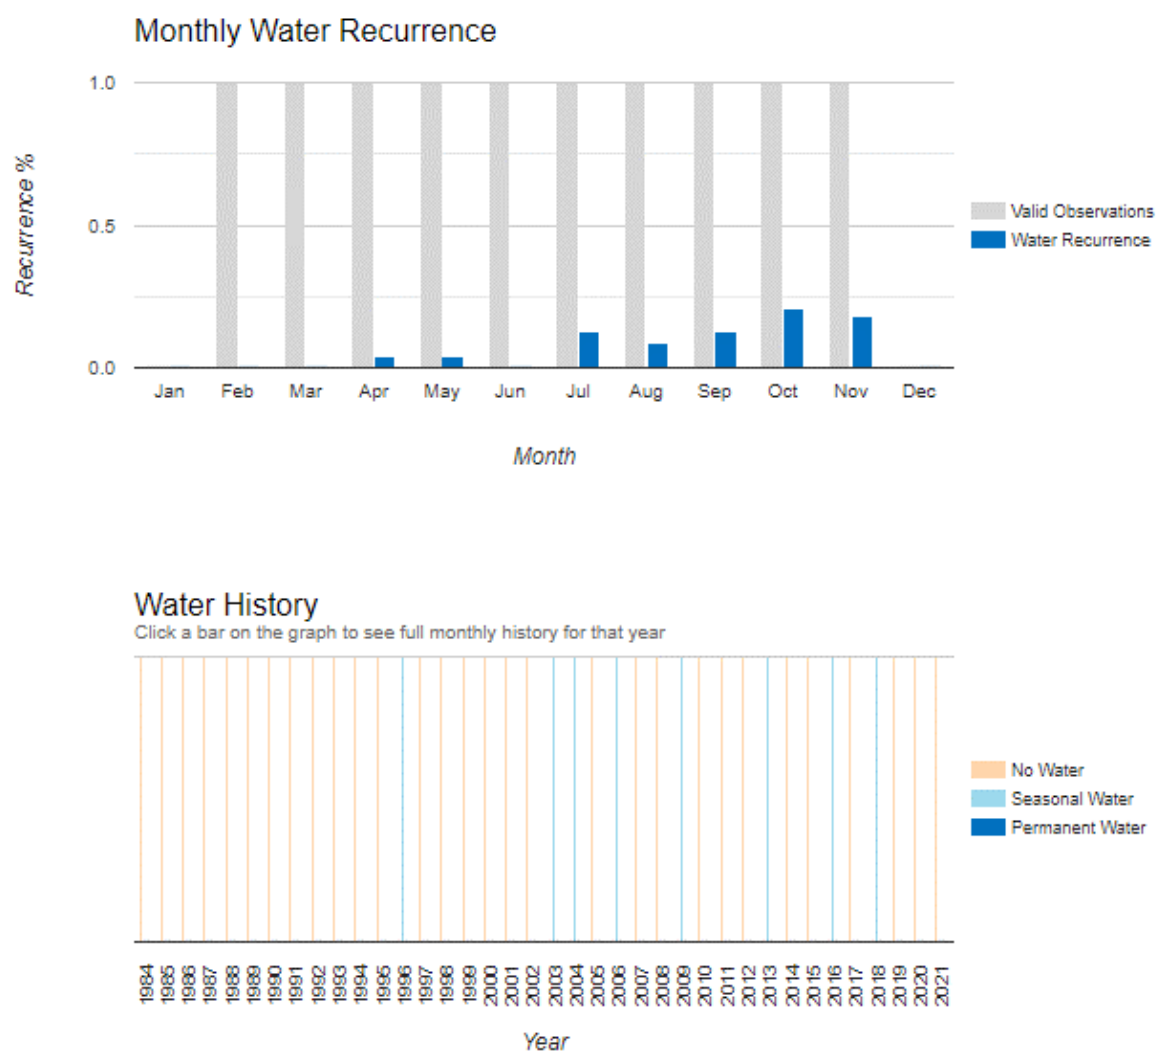 Monthly Water Recurrence
1.0
0.5
0.0
Recurrence %
Jan Feb Mar Apr May Jun Jul Aug Sep Oct Nov Dec
Month
Valid Observations
Water Recurrence
Water History
Click a bar on the graph to see full monthly history for that year
No Water
Seasonal Water
Permanent Water
1984 1985 1986 1987 1988 1989 1990 1991 1992 1993 1994 1995 1996 1997 1998 1999 2000 2001 2002 2003 2004 2005 2006 2007 2008 2009 2010 2011 2012 2013 2014 2015 2016 2017 2018 2019 2020 2021
Year